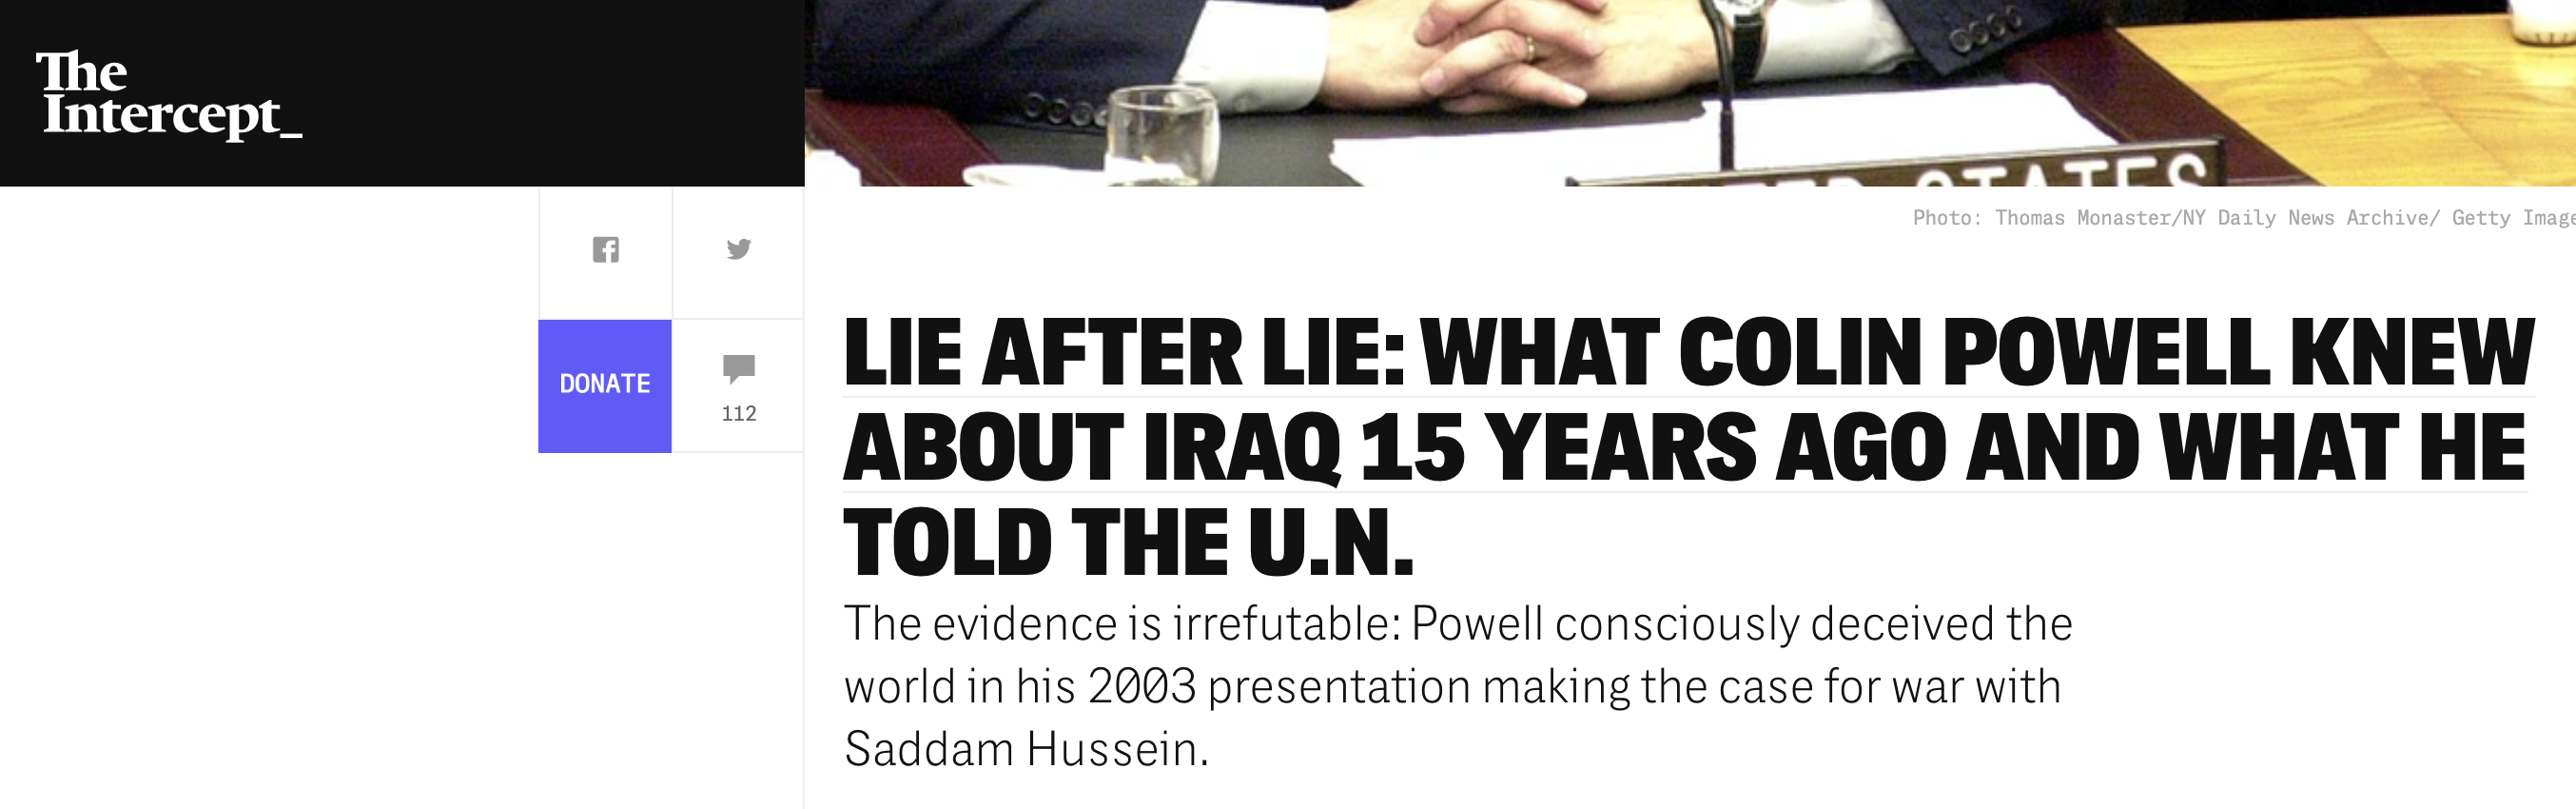 The
Intercept_
UNITED STATES
Photo: Thomas Monaster/NY Daily News Archive/ Getty Image
DONATE
112
LIE AFTER LIE: WHAT COLIN POWELL KNEW
ABOUT IRAQ 15 YEARS AGO AND WHAT HE
TOLD THE U.N.
The evidence is irrefutable: Powell consciously deceived the
world in his 2003 presentation making the case for war with
Saddam Hussein.